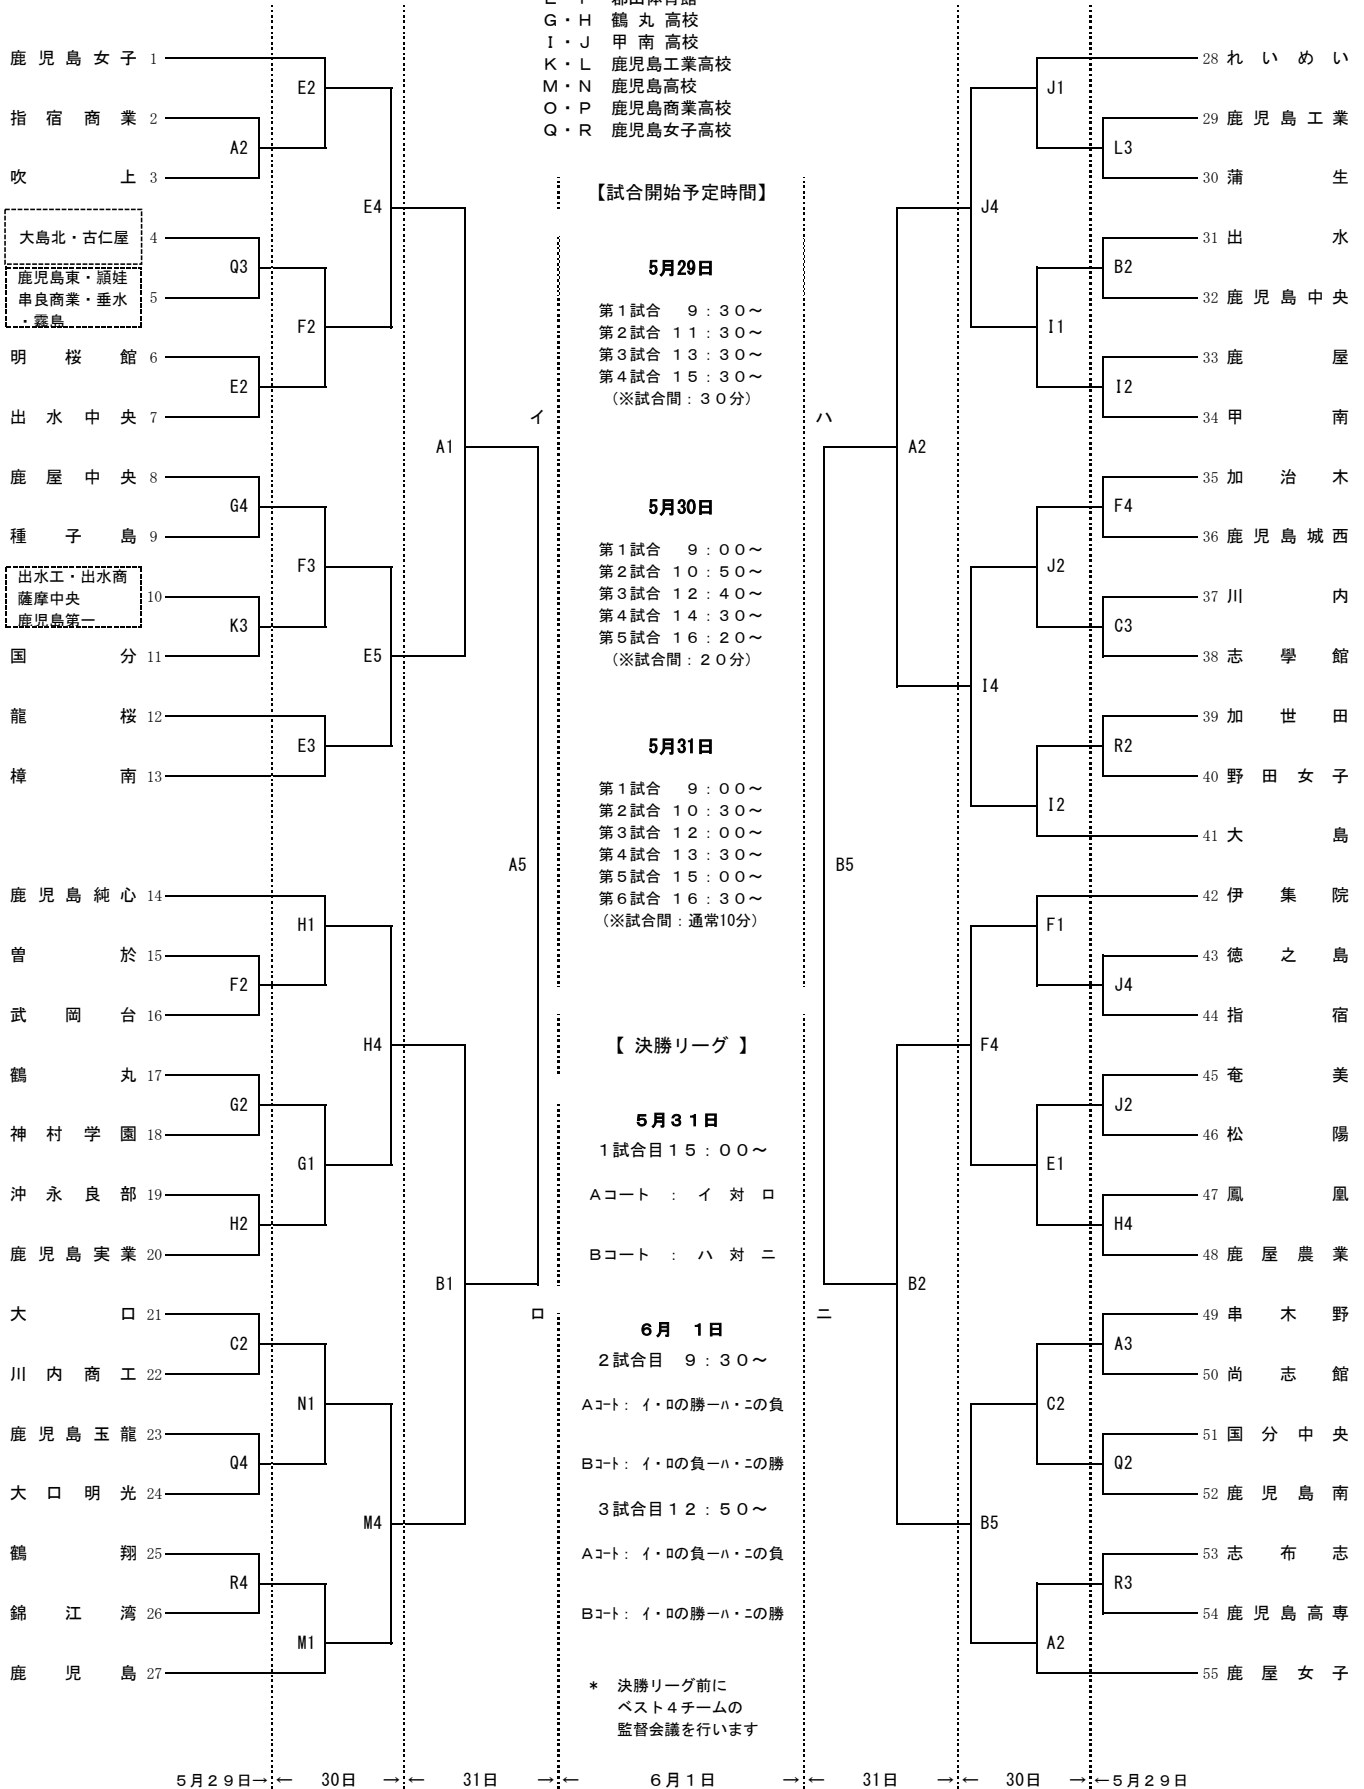 G・H 鶴 丸 高校
I・J 甲 南 高校
K・L 鹿児島工業高校
M・N 鹿児島高校
O・P 鹿児島商業高校
Q・R 鹿児島女子高校
鹿児島女子 1
E2
指宿商業 2
A2
吹上 3
E4
大島北・古仁屋 4
Q3
鹿児島東・頴娃
串良商業・垂水 5
・霧島
F2
明桜館 6
E2
出水中央 7
A1
鹿屋中央 8
G4
種子島 9
F3
出水工・出水商
薩摩中央 10
鹿児島第一
K3
国分 11
E5
龍桜 12
E3
樟南 13
A5
鹿児島純心 14
H1
曽於 15
F2
武岡台 16
H4
鶴丸 17
G2
神村学園 18
G1
沖永良部 19
H2
鹿児島実業 20
B1
大口 21
C2
川内商工 22
N1
鹿児島玉龍 23
Q4
大口明光 24
M4
鶴翔 25
R4
錦江湾 26
M1
鹿児島 27
イ
ロ
【試合開始予定時間】
5月29日
第1試合 9：30～
第2試合 11：30～
第3試合 13：30～
第4試合 15：30～
(※試合間：30分)
5月30日
第1試合 9：00～
第2試合 10：50～
第3試合 12：40～
第4試合 14：30～
第5試合 16：20～
(※試合間：20分)
5月31日
第1試合 9：00～
第2試合 10：30～
第3試合 12：00～
第4試合 13：30～
第5試合 15：00～
第6試合 16：30～
(※試合間：通常10分)
【 決勝リーグ 】
5月31日
1試合目15：00～
Aコート ： イ 対 ロ
Bコート ： ハ 対 ニ
6月 1日
2試合目 9：30～
Aｺｰﾄ： ｲ・ﾛの勝ーﾊ・ﾆの負
Bｺｰﾄ： ｲ・ﾛの負ーﾊ・ﾆの勝
3試合目12：50～
Aｺｰﾄ： ｲ・ﾛの負ーﾊ・ﾆの負
Bｺｰﾄ： ｲ・ﾛの勝ーﾊ・ﾆの勝
* 決勝リーグ前に
ベスト4チームの
監督会議を行います
ハ
ニ
28 れいめい
J1
29 鹿児島工業
L3
30 蒲生
J4
31 出水
B2
32 鹿児島中央
I1
33 鹿屋
I2
34 甲南
A2
35 加治木
F4
36 鹿児島城西
J2
37 川内
C3
38 志學館
I4
39 加世田
R2
40 野田女子
I2
41 大島
B5
42 伊集院
F1
43 徳之島
J4
44 指宿
F4
45 奄美
J2
46 松陽
E1
47 鳳凰
H4
48 鹿屋農業
B2
49 串木野
A3
50 尚志館
C2
51 国分中央
Q2
52 鹿児島南
B5
53 志布志
R3
54 鹿児島高専
A2
55 鹿屋女子
5月29日→ ← 30日 → ← 31日 → ← 6月1日 → ← 31日 → ← 30日 → ←5月29日